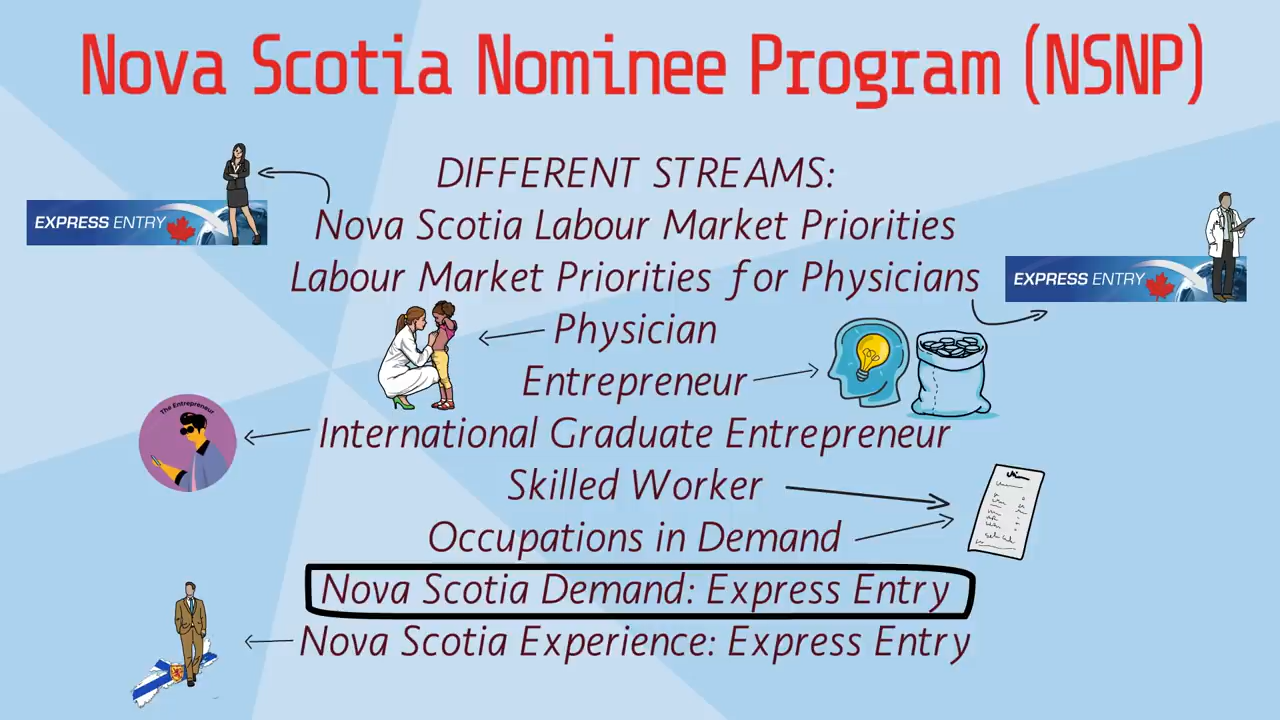 Nova Scotia Nominee Program (NSNP)
DIFFERENT STREAMS:
EXPRESS ENTRY
Nova Scotia Labour Market Priorities
Labour Market Priorities for Physicians
EXPRESS ENTRY
Physician
Entrepreneur
The Entrepreneur
International Graduate Entrepreneur
Skilled Worker
Occupations in Demand
Nova Scotia Demand: Express Entry
Nova Scotia Experience: Express Entry